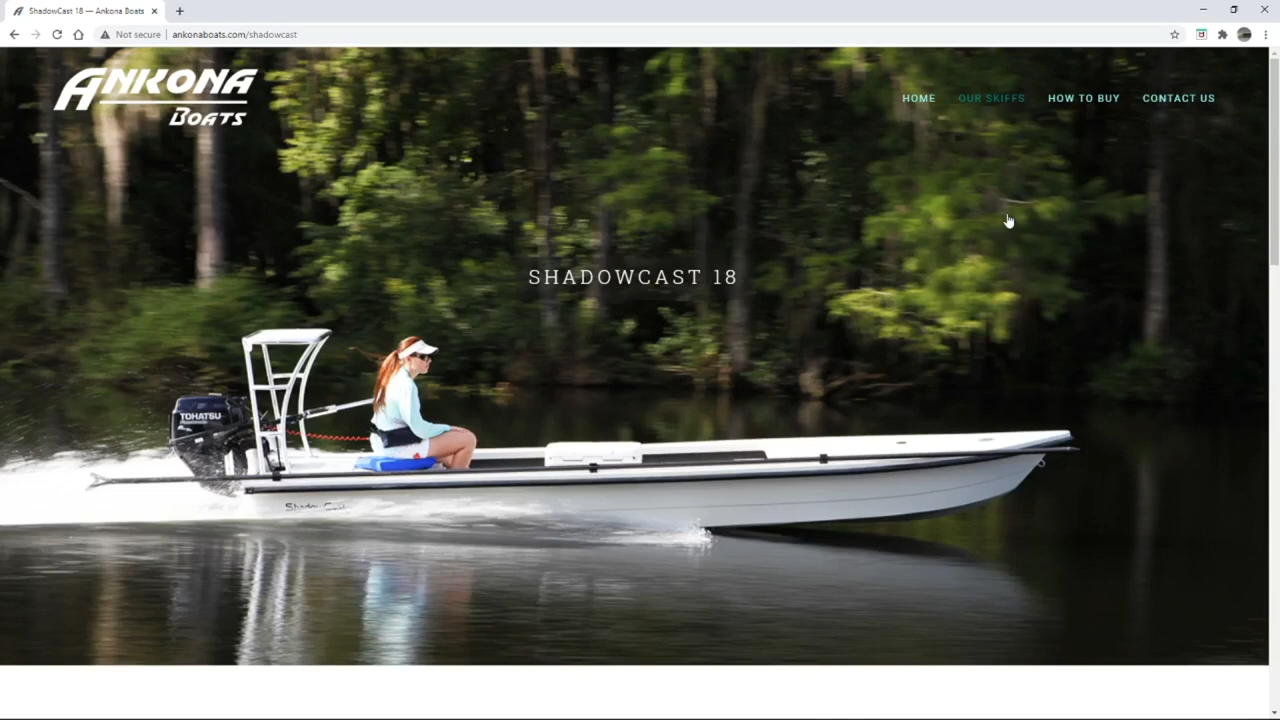 ShadowCast 18 — Ankona Boats
Not secure
ankonaboats.com/shadowcast
ANKONA
BOATS
HOME
OUR SKIFFS
HOW TO BUY
CONTACT US
SHADOWCAST 18
TOHATSU
ShadowCast